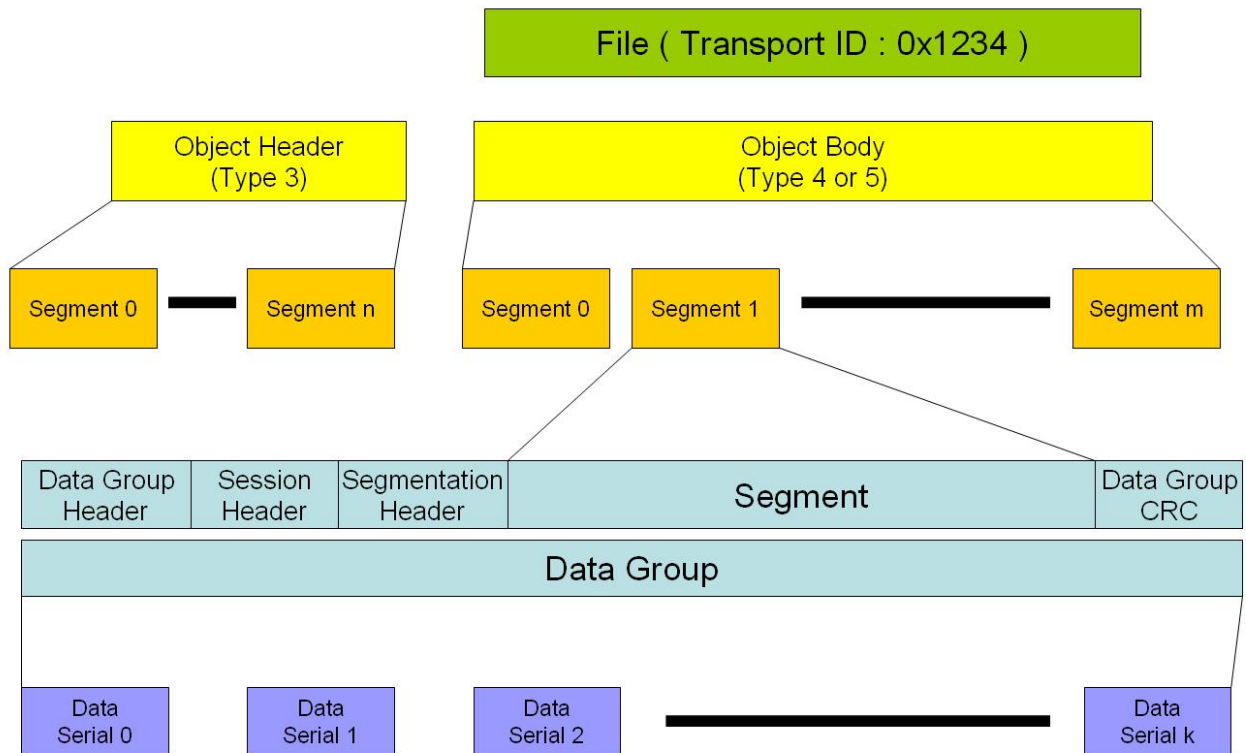 File ( Transport ID : 0x1234 )
Object Header
(Type 3)
Object Body
(Type 4 or 5)
Segment 0
Segment n
Segment 0
Segment 1
Segment m
Data Group
Header
Session
Header
Segmentation
Header
Segment
Data Group
CRC
Data Group
Data
Serial 0
Data
Serial 1
Data
Serial 2
Data
Serial k